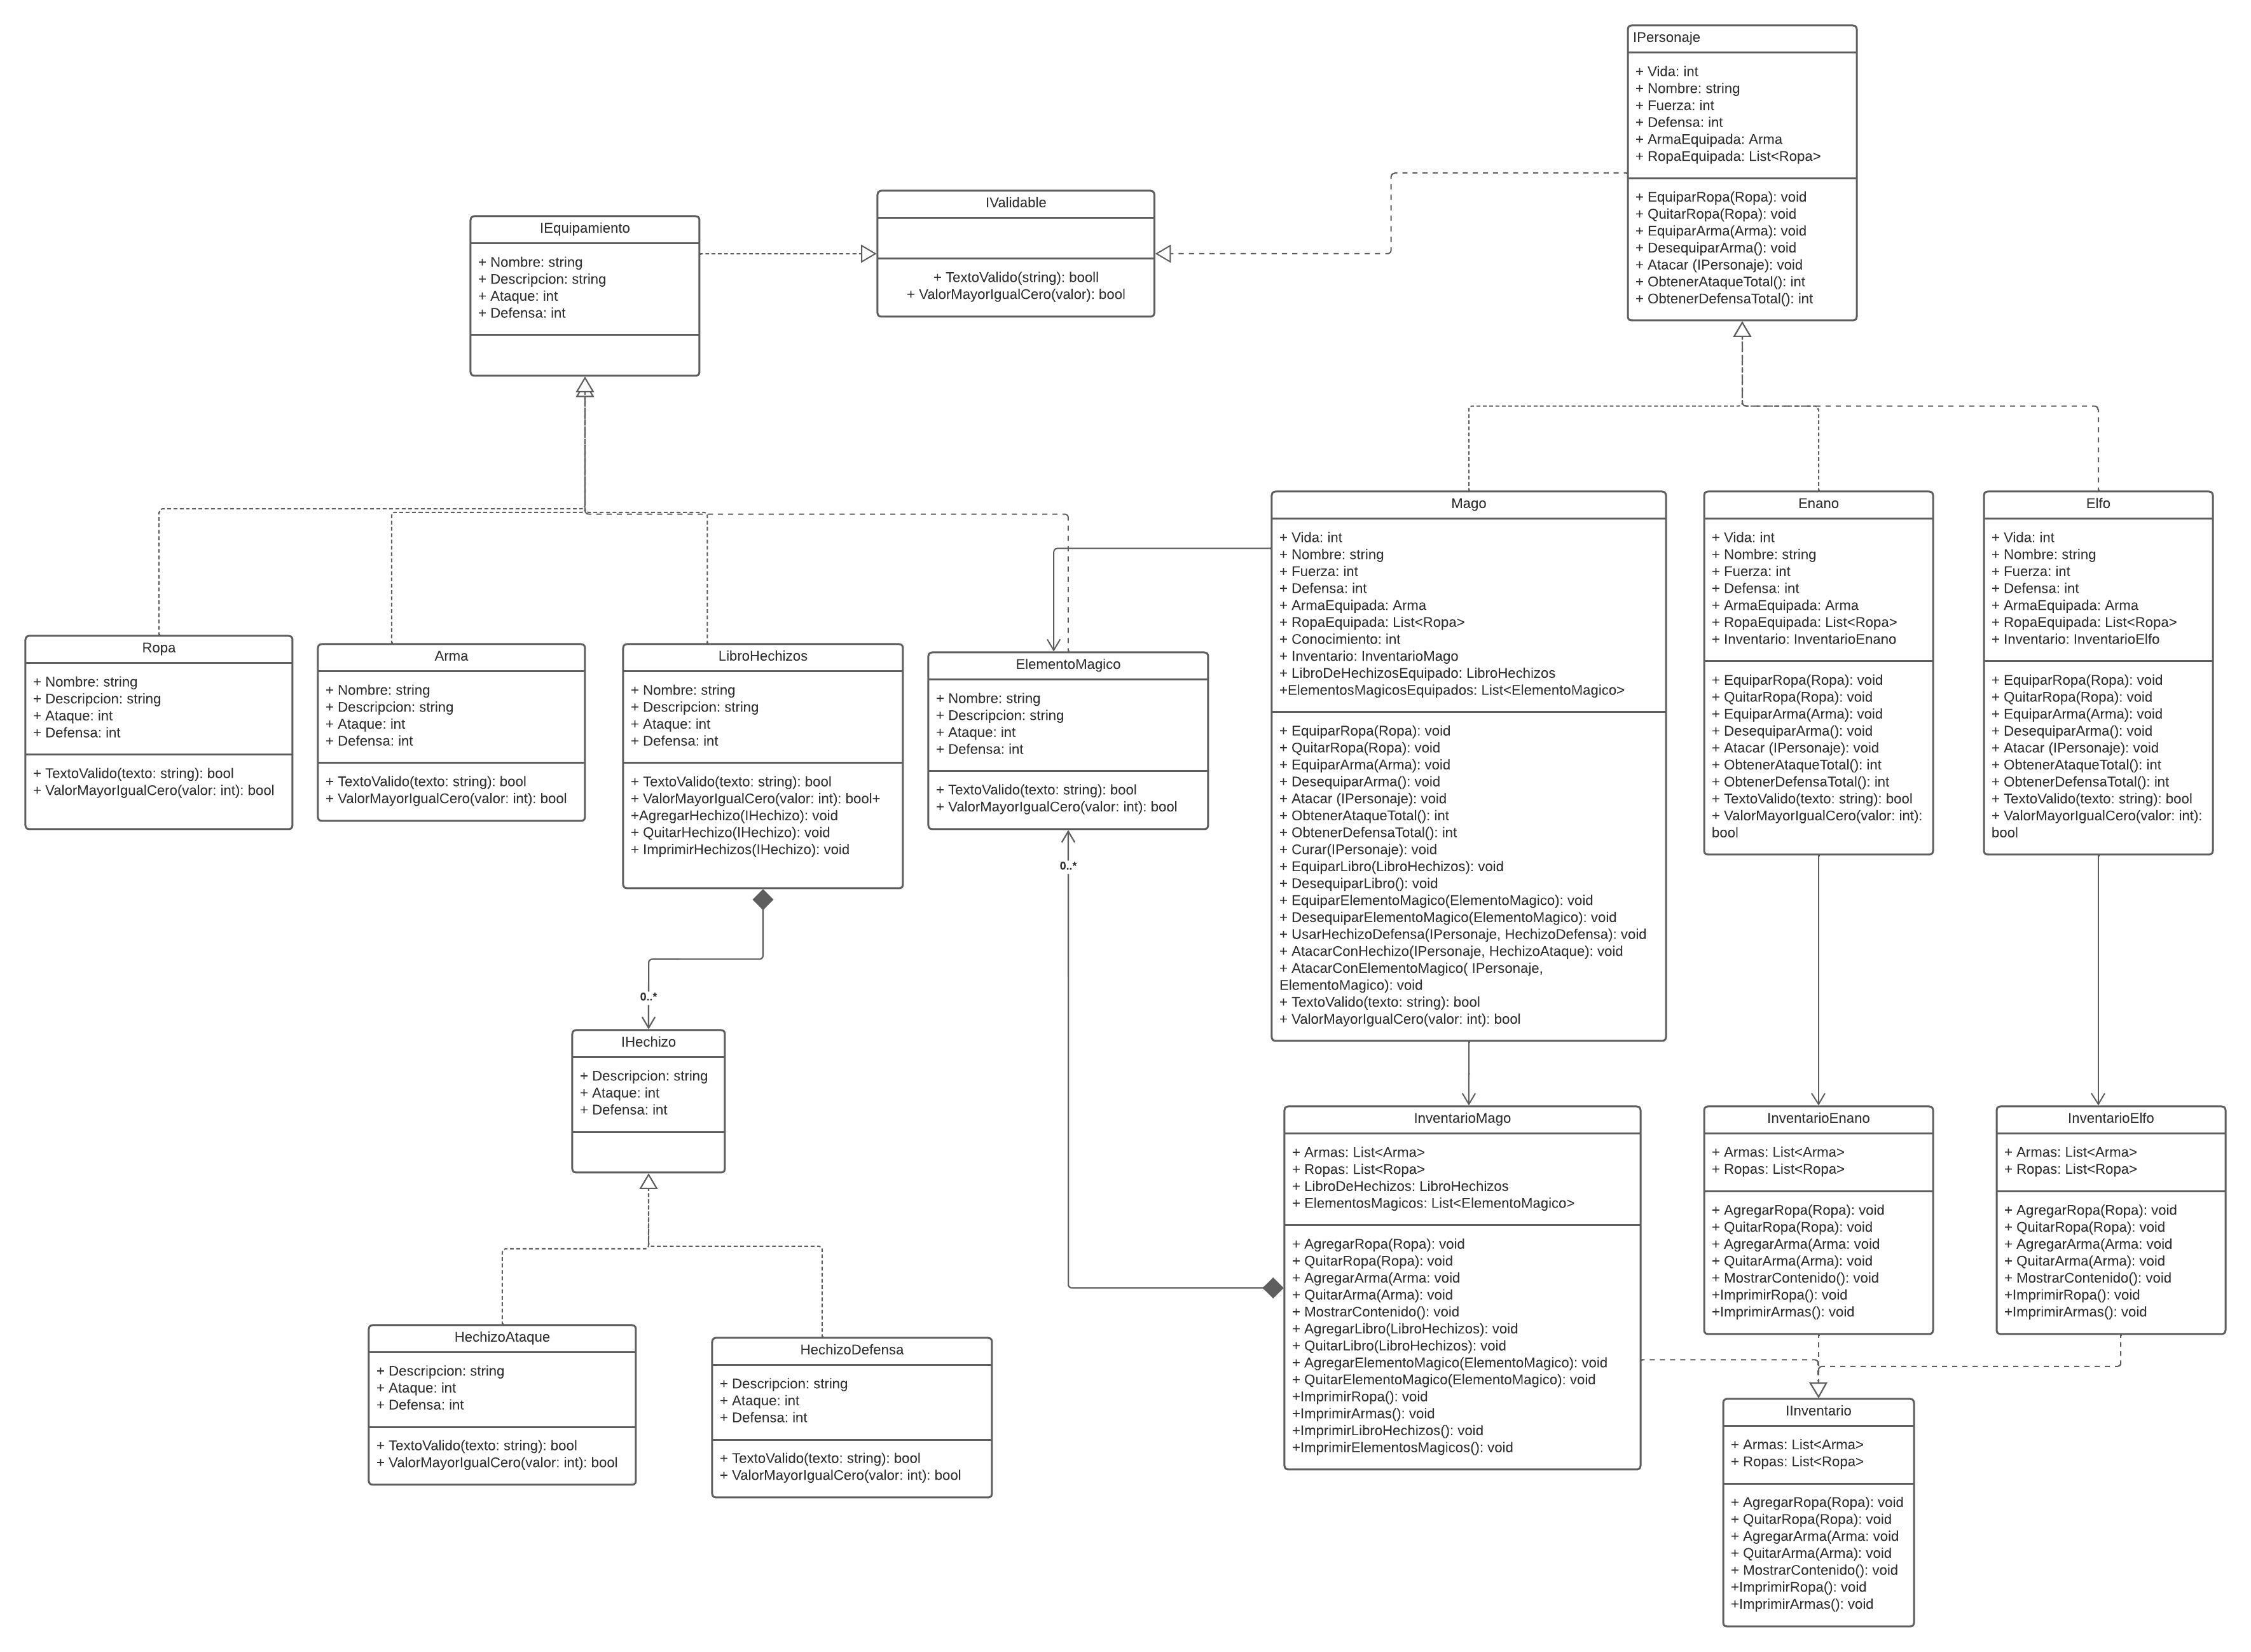 IPersonaje
+ Vida: int
+ Nombre: string
+ Fuerza: int
+ Defensa: int
+ ArmaEquipada: Arma
+ RopaEquipada: List<Ropa>
+ EquiparRopa(Ropa): void
+ QuitarRopa(Ropa): void
+ EquiparArma(Arma): void
+ DesequiparArma(): void
+ Atacar (IPersonaje): void
+ ObtenerAtaqueTotal(): int
+ ObtenerDefensaTotal(): int
IValidable
+ TextoValido(string): booll
+ ValorMayorIgualCero(valor): bool
IEquipamiento
+ Nombre: string
+ Descripcion: string
+ Ataque: int
+ Defensa: int
Ropa
+ Nombre: string
+ Descripcion: string
+ Ataque: int
+ Defensa: int
+ TextoValido(texto: string): bool
+ ValorMayorIgualCero(valor: int): bool
Arma
+ Nombre: string
+ Descripcion: string
+ Ataque: int
+ Defensa: int
+ TextoValido(texto: string): bool
+ ValorMayorIgualCero(valor: int): bool
LibroHechizos
+ Nombre: string
+ Descripcion: string
+ Ataque: int
+ Defensa: int
+ TextoValido(texto: string): bool
+ ValorMayorIgualCero(valor: int): bool+
+AgregarHechizo(IHechizo): void
+ QuitarHechizo(IHechizo): void
+ ImprimirHechizos(IHechizo): void
ElementoMagico
+ Nombre: string
+ Descripcion: string
+ Ataque: int
+ Defensa: int
+ TextoValido(texto: string): bool
+ ValorMayorIgualCero(valor: int): bool
0..*
Mago
+ Vida: int
+ Nombre: string
+ Fuerza: int
+ Defensa: int
+ ArmaEquipada: Arma
+ RopaEquipada: List<Ropa>
+ Conocimiento: int
+ Inventario: InventarioMago
+ LibroDeHechizosEquipado: LibroHechizos
+ElementosMagicosEquipados: List<ElementoMagico>
+ EquiparRopa(Ropa): void
+ QuitarRopa(Ropa): void
+ EquiparArma(Arma): void
+ DesequiparArma(): void
+ Atacar (IPersonaje): void
+ ObtenerAtaqueTotal(): int
+ ObtenerDefensaTotal(): int
+ Curar(IPersonaje): void
+ EquiparLibro(LibroHechizos): void
+ DesequiparLibro(): void
+ EquiparElementoMagico(ElementoMagico): void
+ DesequiparElementoMagico(ElementoMagico): void
+ UsarHechizoDefensa(IPersonaje, HechizoDefensa): void
+ AtacarConHechizo(IPersonaje, HechizoAtaque): void
+ AtacarConElementoMagico( IPersonaje,
ElementoMagico): void
+ TextoValido(texto: string): bool
+ ValorMayorIgualCero(valor: int): bool
Enano
+ Vida: int
+ Nombre: string
+ Fuerza: int
+ Defensa: int
+ ArmaEquipada: Arma
+ RopaEquipada: List<Ropa>
+ Inventario: InventarioEnano
+ EquiparRopa(Ropa): void
+ QuitarRopa(Ropa): void
+ EquiparArma(Arma): void
+ DesequiparArma(): void
+ Atacar (IPersonaje): void
+ ObtenerAtaqueTotal(): int
+ ObtenerDefensaTotal(): int
+ TextoValido(texto: string): bool
+ ValorMayorIgualCero(valor: int):
bool
Elfo
+ Vida: int
+ Nombre: string
+ Fuerza: int
+ Defensa: int
+ ArmaEquipada: Arma
+ RopaEquipada: List<Ropa>
+ Inventario: InventarioElfo
+ EquiparRopa(Ropa): void
+ QuitarRopa(Ropa): void
+ EquiparArma(Arma): void
+ DesequiparArma(): void
+ Atacar (IPersonaje): void
+ ObtenerAtaqueTotal(): int
+ ObtenerDefensaTotal(): int
+ TextoValido(texto: string): bool
+ ValorMayorIgualCero(valor: int):
bool
0..*
IHechizo
+ Descripcion: string
+ Ataque: int
+ Defensa: int
HechizoAtaque
+ Descripcion: string
+ Ataque: int
+ Defensa: int
+ TextoValido(texto: string): bool
+ ValorMayorIgualCero(valor: int): bool
HechizoDefensa
+ Descripcion: string
+ Ataque: int
+ Defensa: int
+ TextoValido(texto: string): bool
+ ValorMayorIgualCero(valor: int): bool
InventarioMago
+ Armas: List<Arma>
+ Ropas: List<Ropa>
+ LibroDeHechizos: LibroHechizos
+ ElementosMagicos: List<ElementoMagico>
+ AgregarRopa(Ropa): void
+ QuitarRopa(Ropa): void
+ AgregarArma(Arma: void
+ QuitarArma(Arma): void
+ MostrarContenido(): void
+ AgregarLibro(LibroHechizos): void
+ QuitarLibro(LibroHechizos): void
+ AgregarElementoMagico(ElementoMagico): void
+ QuitarElementoMagico(ElementoMagico): void
+ImprimirRopa(): void
+ImprimirArmas(): void
+ImprimirLibroHechizos(): void
+ImprimirElementosMagicos(): void
InventarioEnano
+ Armas: List<Arma>
+ Ropas: List<Ropa>
+ AgregarRopa(Ropa): void
+ QuitarRopa(Ropa): void
+ AgregarArma(Arma: void
+ QuitarArma(Arma): void
+ MostrarContenido(): void
+ImprimirRopa(): void
+ImprimirArmas(): void
InventarioElfo
+ Armas: List<Arma>
+ Ropas: List<Ropa>
+ AgregarRopa(Ropa): void
+ QuitarRopa(Ropa): void
+ AgregarArma(Arma: void
+ QuitarArma(Arma): void
+ MostrarContenido(): void
+ImprimirRopa(): void
+ImprimirArmas(): void
IInventario
+ Armas: List<Arma>
+ Ropas: List<Ropa>
+ AgregarRopa(Ropa): void
+ QuitarRopa(Ropa): void
+ AgregarArma(Arma: void
+ QuitarArma(Arma): void
+ MostrarContenido(): void
+ImprimirRopa(): void
+ImprimirArmas(): void